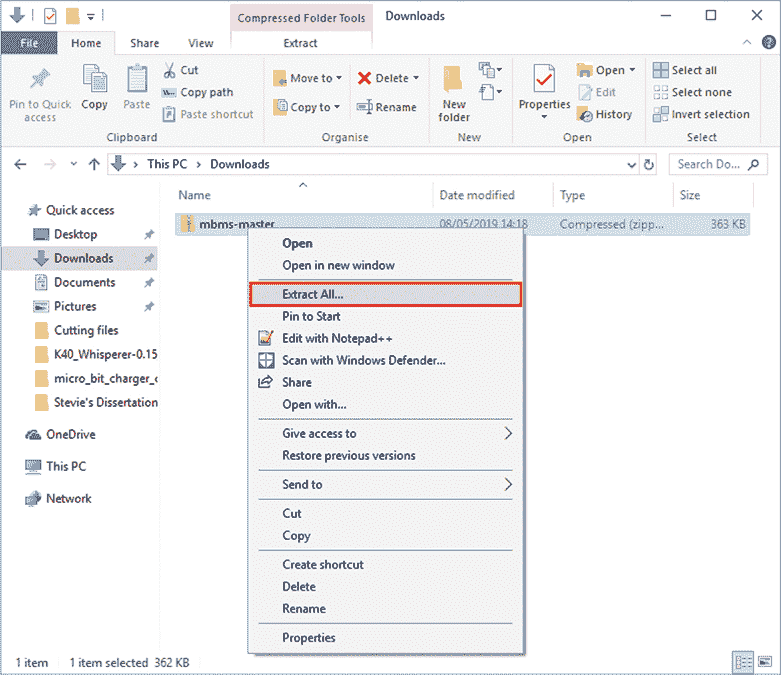 Compressed Folder Tools Downloads
File Home Share View Extract
Pin to Quick access
Copy
Paste
Cut
Copy path
Paste shortcut
Clipboard
Move to
Copy to
Delete
Rename
Organise
New folder
New
Properties
Open
Edit
History
Open
Select all
Select none
Invert selection
Select
This PC > Downloads
Search Do...
Name Date modified Type Size
mbms-master 08/05/2019 14:18 Compressed (zipp... 363 KB
Quick access
Desktop
Downloads
Documents
Pictures
Cutting files
K40_Whisperer-0.15
micro_bit_charger_c
Stevie's Dissertation
OneDrive
This PC
Network
Open
Open in new window
Extract All...
Pin to Start
Edit with Notepad++
Scan with Windows Defender...
Share
Open with...
Give access to
Restore previous versions
Send to
Cut
Copy
Create shortcut
Delete
Rename
Properties
1 item 1 item selected 362 KB